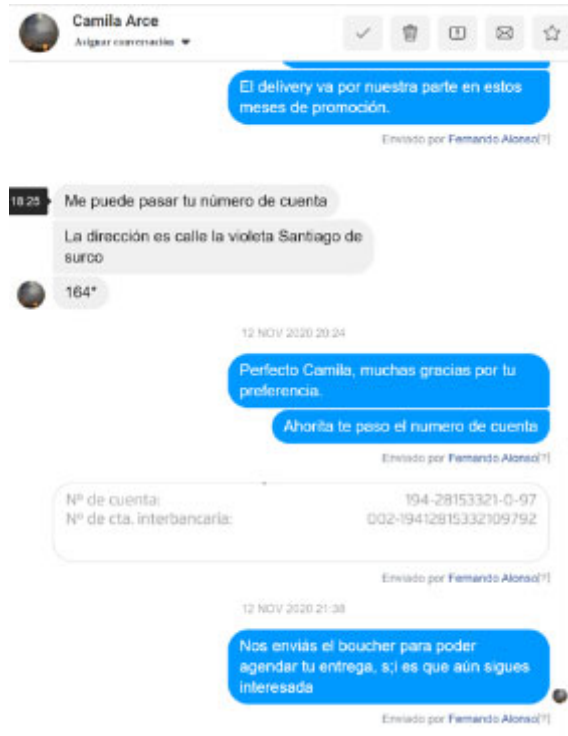 Camila Arce
Asignar conversación
El delivery va por nuestra parte en estos
meses de promoción.
Enviado por Fernando Alonso[?]
18:25
Me puede pasar tu número de cuenta
La dirección es calle la violeta Santiago de
surco
164*
12 NOV 2020 20:24
Perfecto Camila, muchas gracias por tu
preferencia.
Ahorita te paso el numero de cuenta
Enviado por Fernando Alonso[?]
Nº de cuenta: 194-28153321-0-97
Nº de cta. interbancaria: 002-19412815332109792
Enviado por Fernando Alonso[?]
12 NOV 2020 21:38
Nos enviás el boucher para poder
agendar tu entrega, s;i es que aún sigues
interesada
Enviado por Fernando Alonso[?]